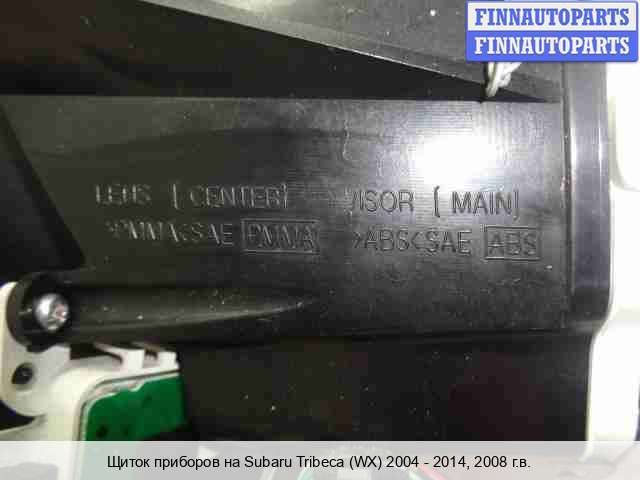 FINNAUTOPARTS
FINNAUTOPARTS
LENS [CENTER] VISOR [MAIN]
>PMMA<SAE PMMA >ABS<SAE ABS
Щиток приборов на Subaru Tribeca (WX) 2004 - 2014, 2008 г.в.